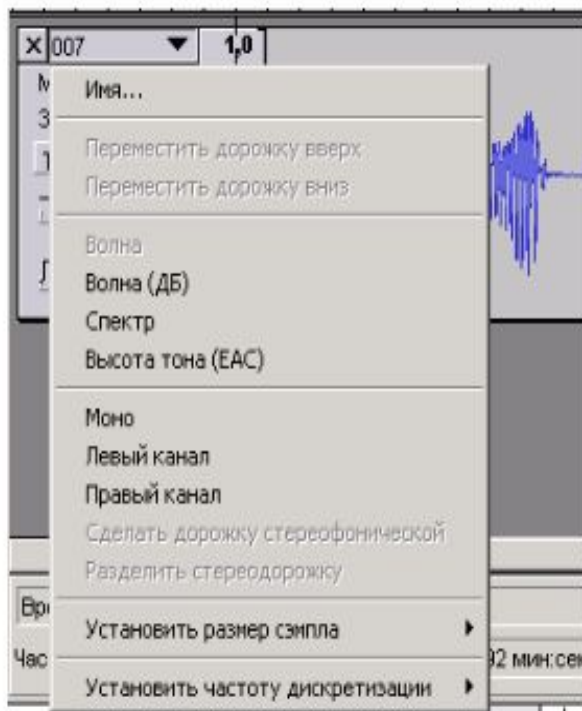 007 1,0
Имя...
Переместить дорожку вверх
Переместить дорожку вниз
Волна
Волна (ДБ)
Спектр
Высота тона (EAC)
Моно
Левый канал
Правый канал
Сделать дорожку стереофонической
Разделить стереодорожку
Установить размер сэмпла
92 мин:сек
Установить частоту дискретизации